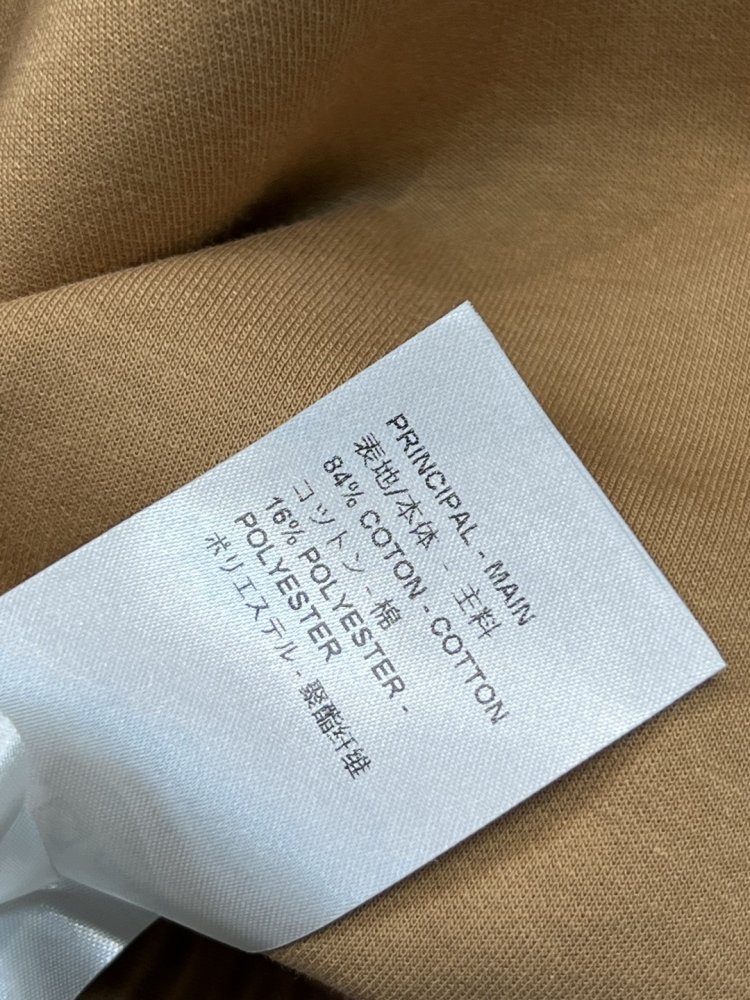 PRINCIPAL - MAIN
表地/本体 - 主料
84% COTON - COTTON
コットン - 棉
16% POLYESTER -
POLYESTER
ポリエステル - 聚酯纤维